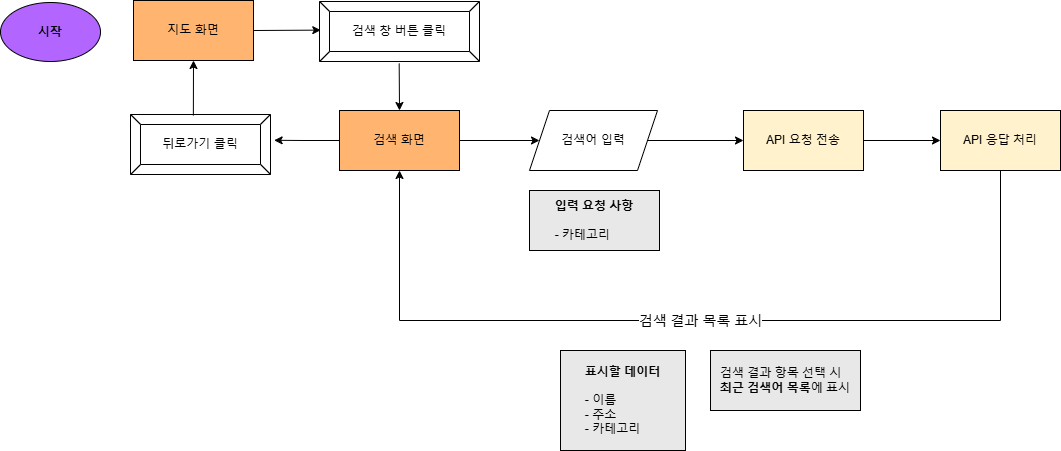 시작
지도 화면
검색 창 버튼 클릭
뒤로가기 클릭
검색 화면
검색어 입력
API 요청 전송
API 응답 처리
입력 요청 사항
- 카테고리
검색 결과 목록 표시
표시할 데이터
- 이름
- 주소
- 카테고리
검색 결과 항목 선택 시
최근 검색어 목록에 표시